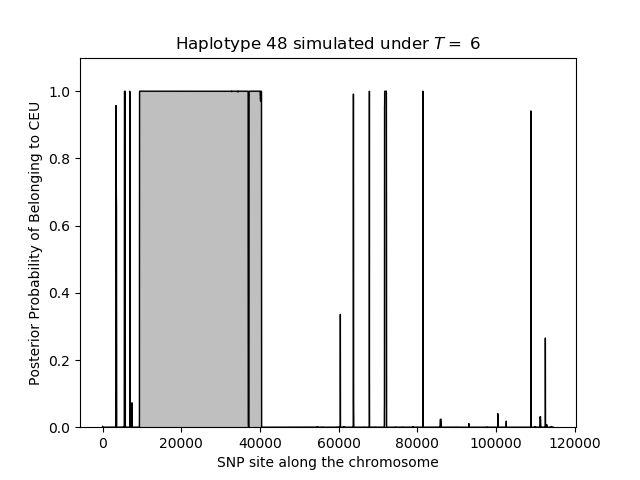 Haplotype 48 simulated under T = 6
Posterior Probability of Belonging to CEU
1.0
0.8
0.6
0.4
0.2
0.0
0 20000 40000 60000 80000 100000 120000
SNP site along the chromosome